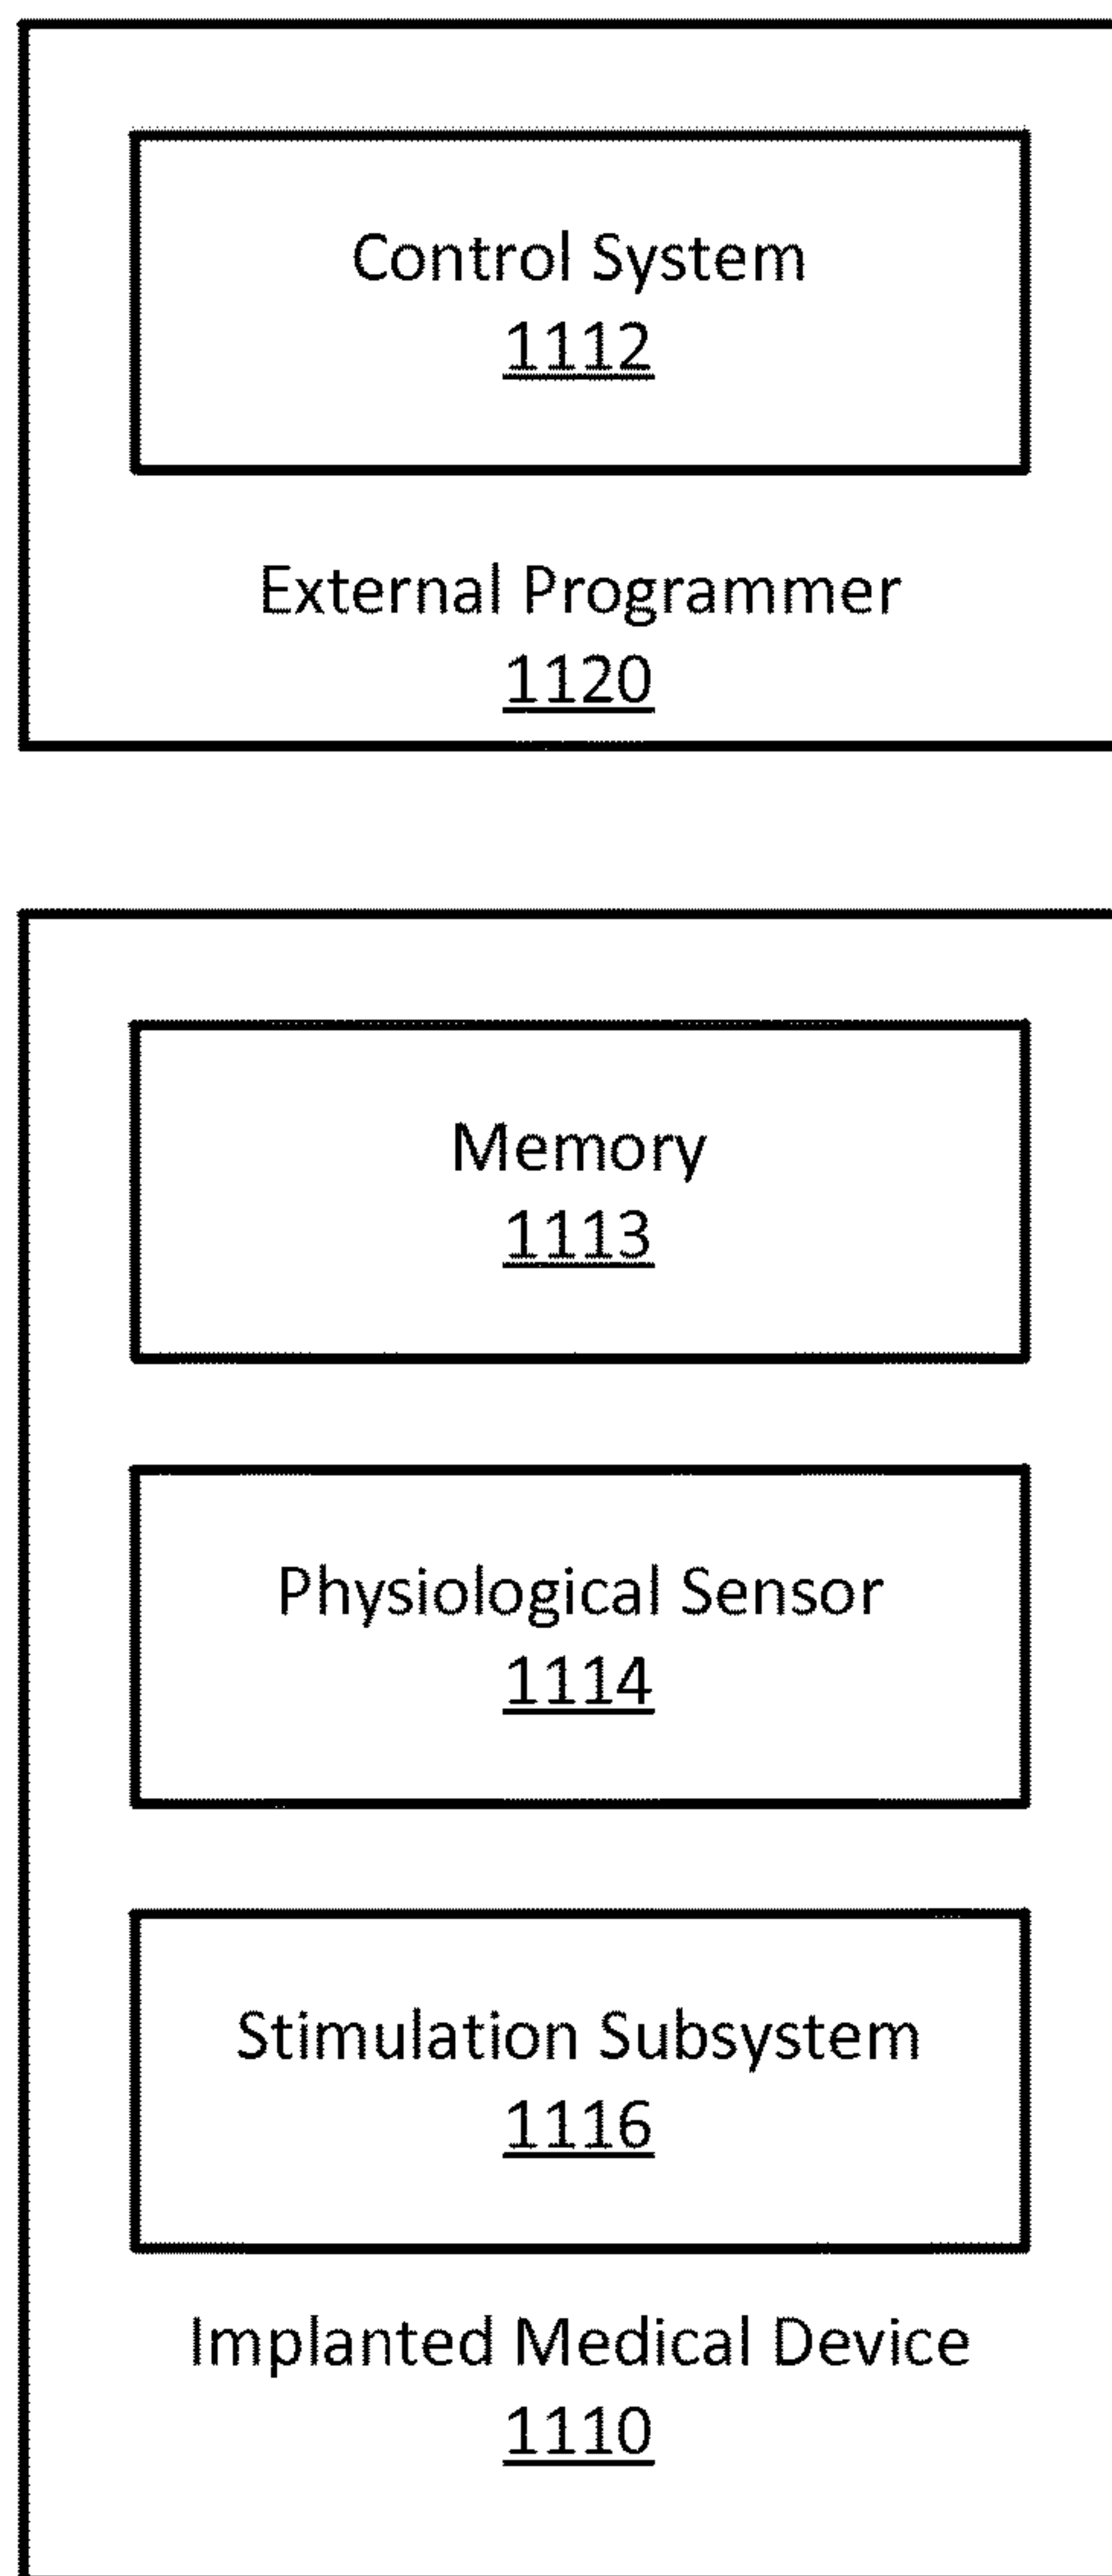 Control System
1112
External Programmer
1120
Memory
1113
Physiological Sensor
1114
Stimulation Subsystem
1116
Implanted Medical Device
1110